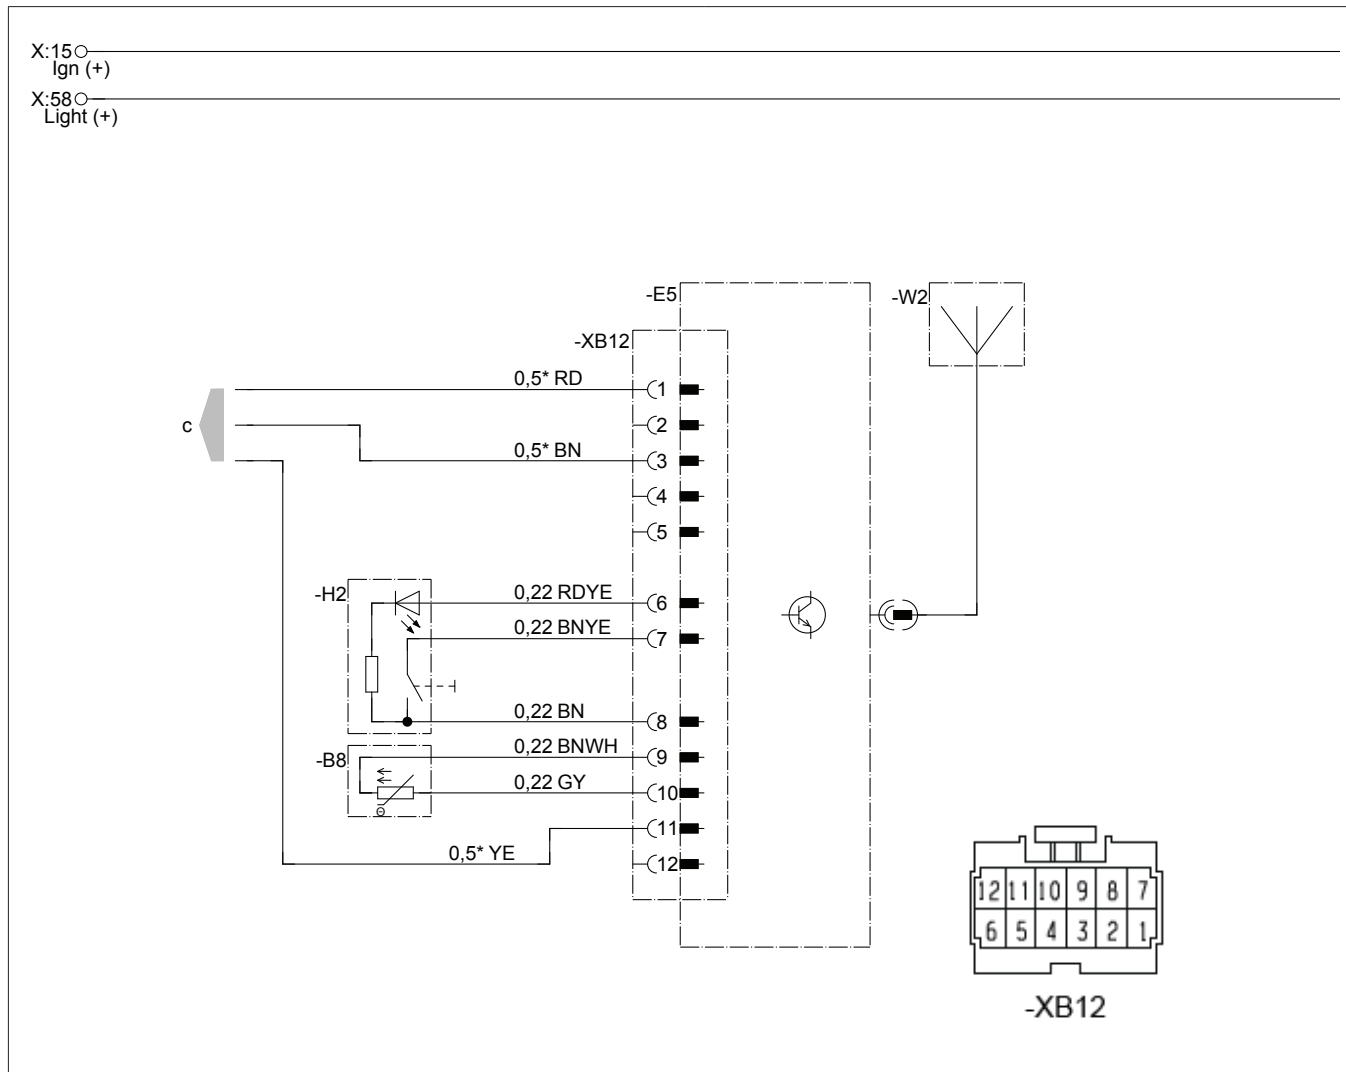 X:15
Ign (+)
X:58
Light (+)
-E5
-W2
-XB12
0,5* RD
1
c
2
0,5* BN
3
4
5
-H2
0,22 RDYE
6
0,22 BNYE
7
0,22 BN
8
0,22 BNWH
9
-B8
0,22 GY
10
Θ
11
0,5* YE
12
12 11 10 9 8 7
6 5 4 3 2 1
-XB12